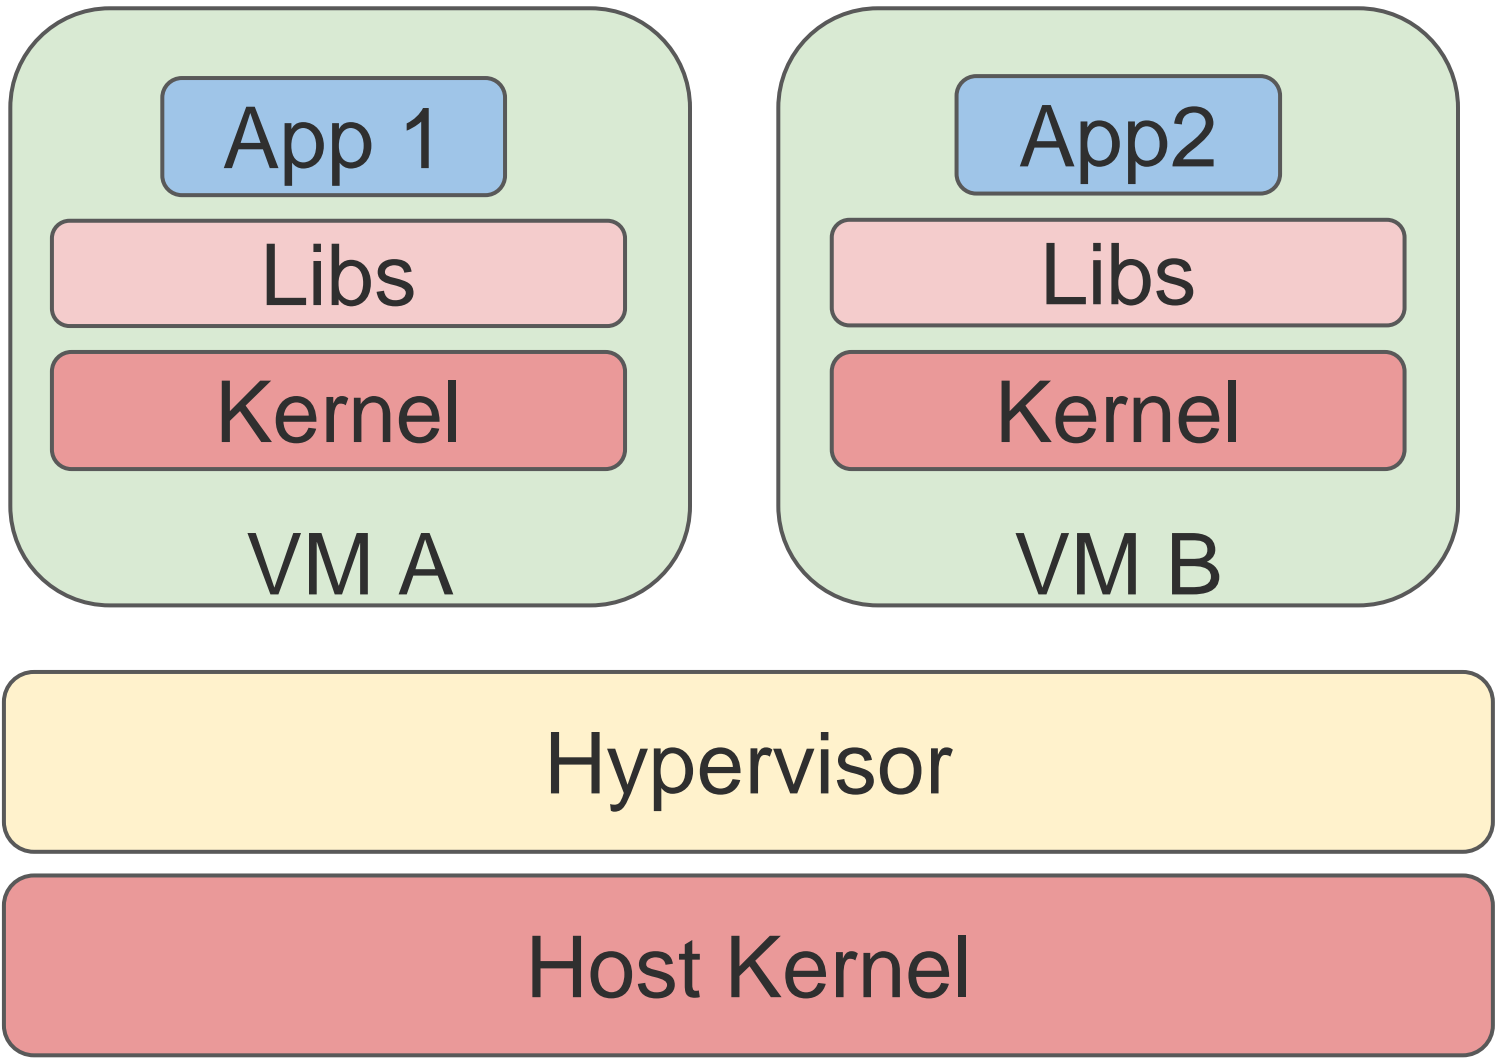 App 1
Libs
Kernel
VM A
App2
Libs
Kernel
VM B
Hypervisor
Host Kernel